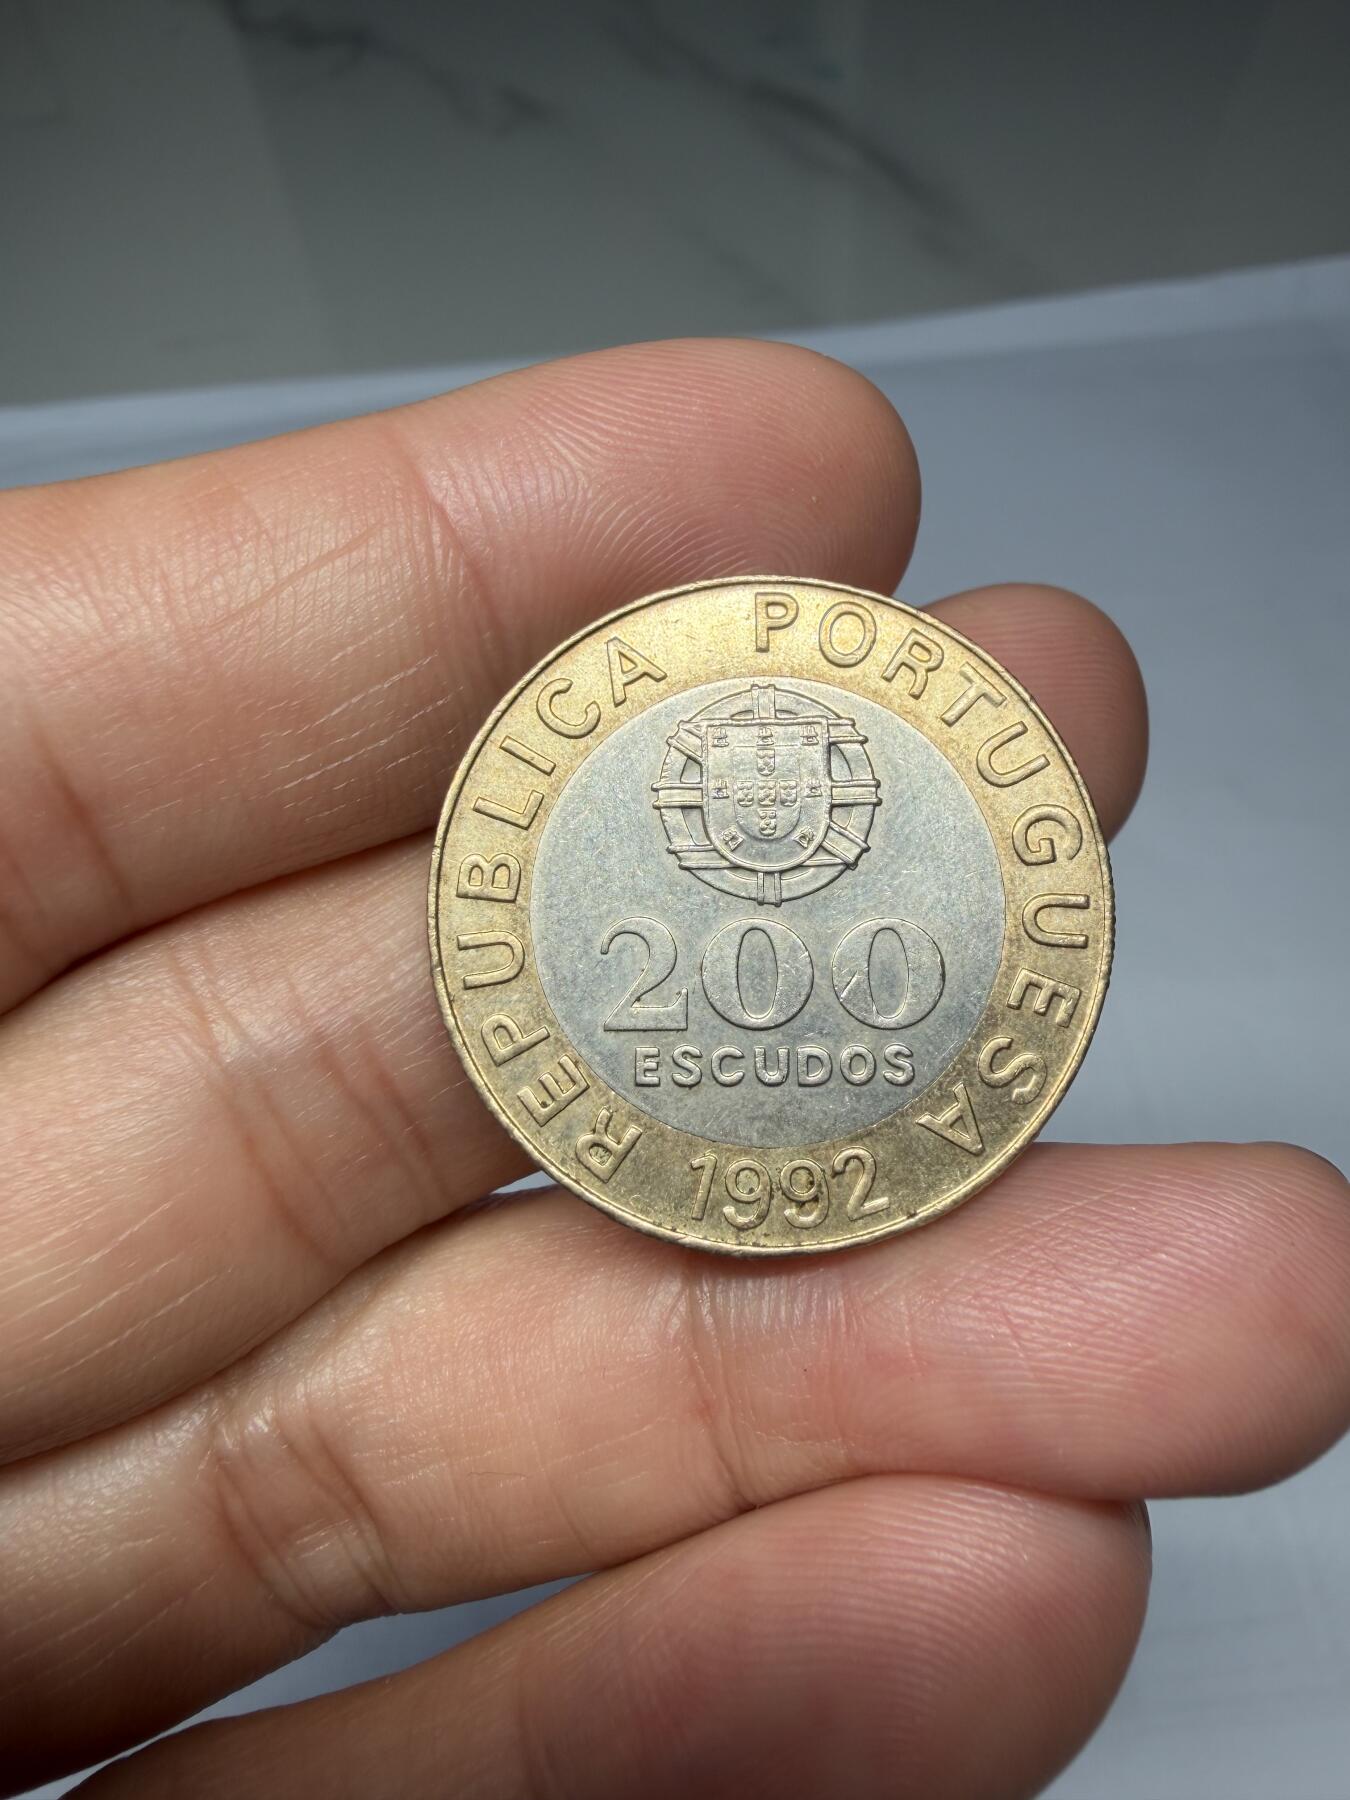 REPUBLICA PORTUGUESA
200
ESCUDOS
1992